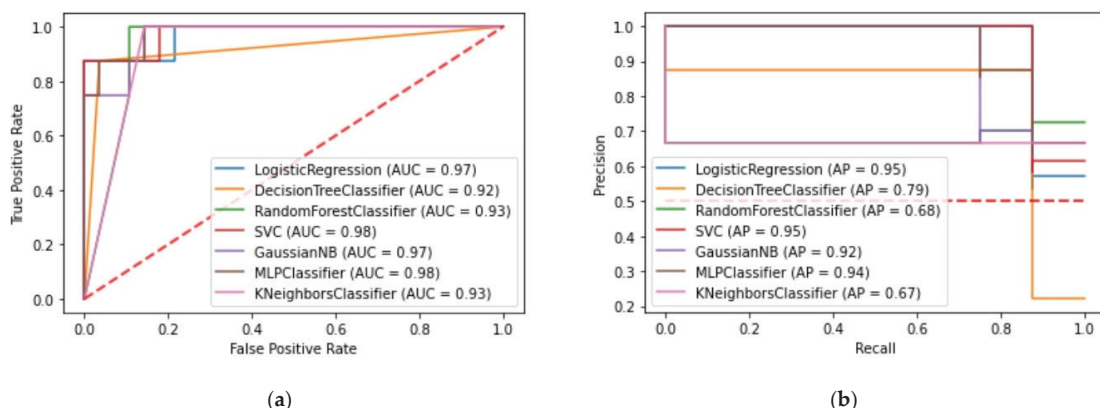 1.0
0.8
0.6
0.4
0.2
0.0
True Positive Rate
LogisticRegression (AUC = 0.97)
DecisionTreeClassifier (AUC = 0.92)
RandomForestClassifier (AUC = 0.93)
SVC (AUC = 0.98)
GaussianNB (AUC = 0.97)
MLPClassifier (AUC = 0.98)
KNeighborsClassifier (AUC = 0.93)
0.0 0.2 0.4 0.6 0.8 1.0
False Positive Rate
(a)
1.0
0.9
0.8
0.7
0.6
0.5
0.4
0.3
0.2
Precision
LogisticRegression (AP = 0.95)
DecisionTreeClassifier (AP = 0.79)
RandomForestClassifier (AP = 0.68)
SVC (AP = 0.95)
GaussianNB (AP = 0.92)
MLPClassifier (AP = 0.94)
KNeighborsClassifier (AP = 0.67)
0.0 0.2 0.4 0.6 0.8 1.0
Recall
(b)